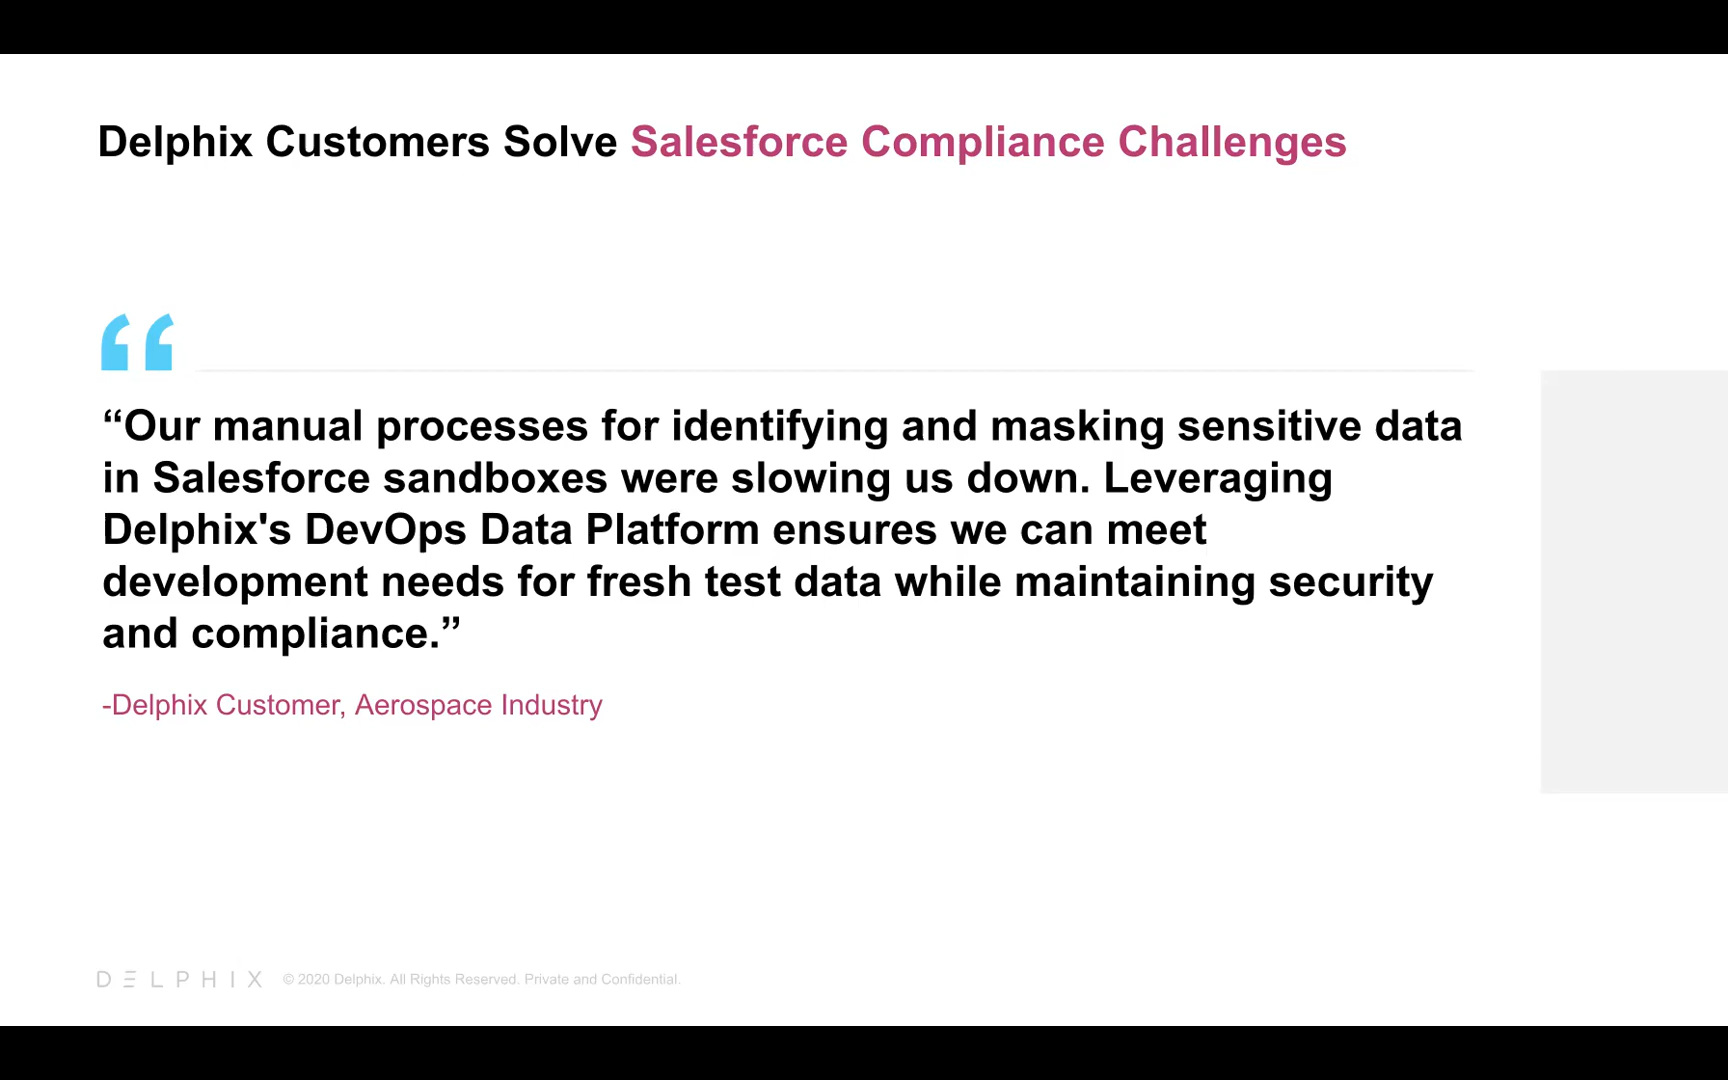 Delphix Customers Solve Salesforce Compliance Challenges
“Our manual processes for identifying and masking sensitive data
in Salesforce sandboxes were slowing us down. Leveraging
Delphix's DevOps Data Platform ensures we can meet
development needs for fresh test data while maintaining security
and compliance.”
-Delphix Customer, Aerospace Industry
DELPHIX © 2020 Delphix. All Rights Reserved. Private and Confidential.